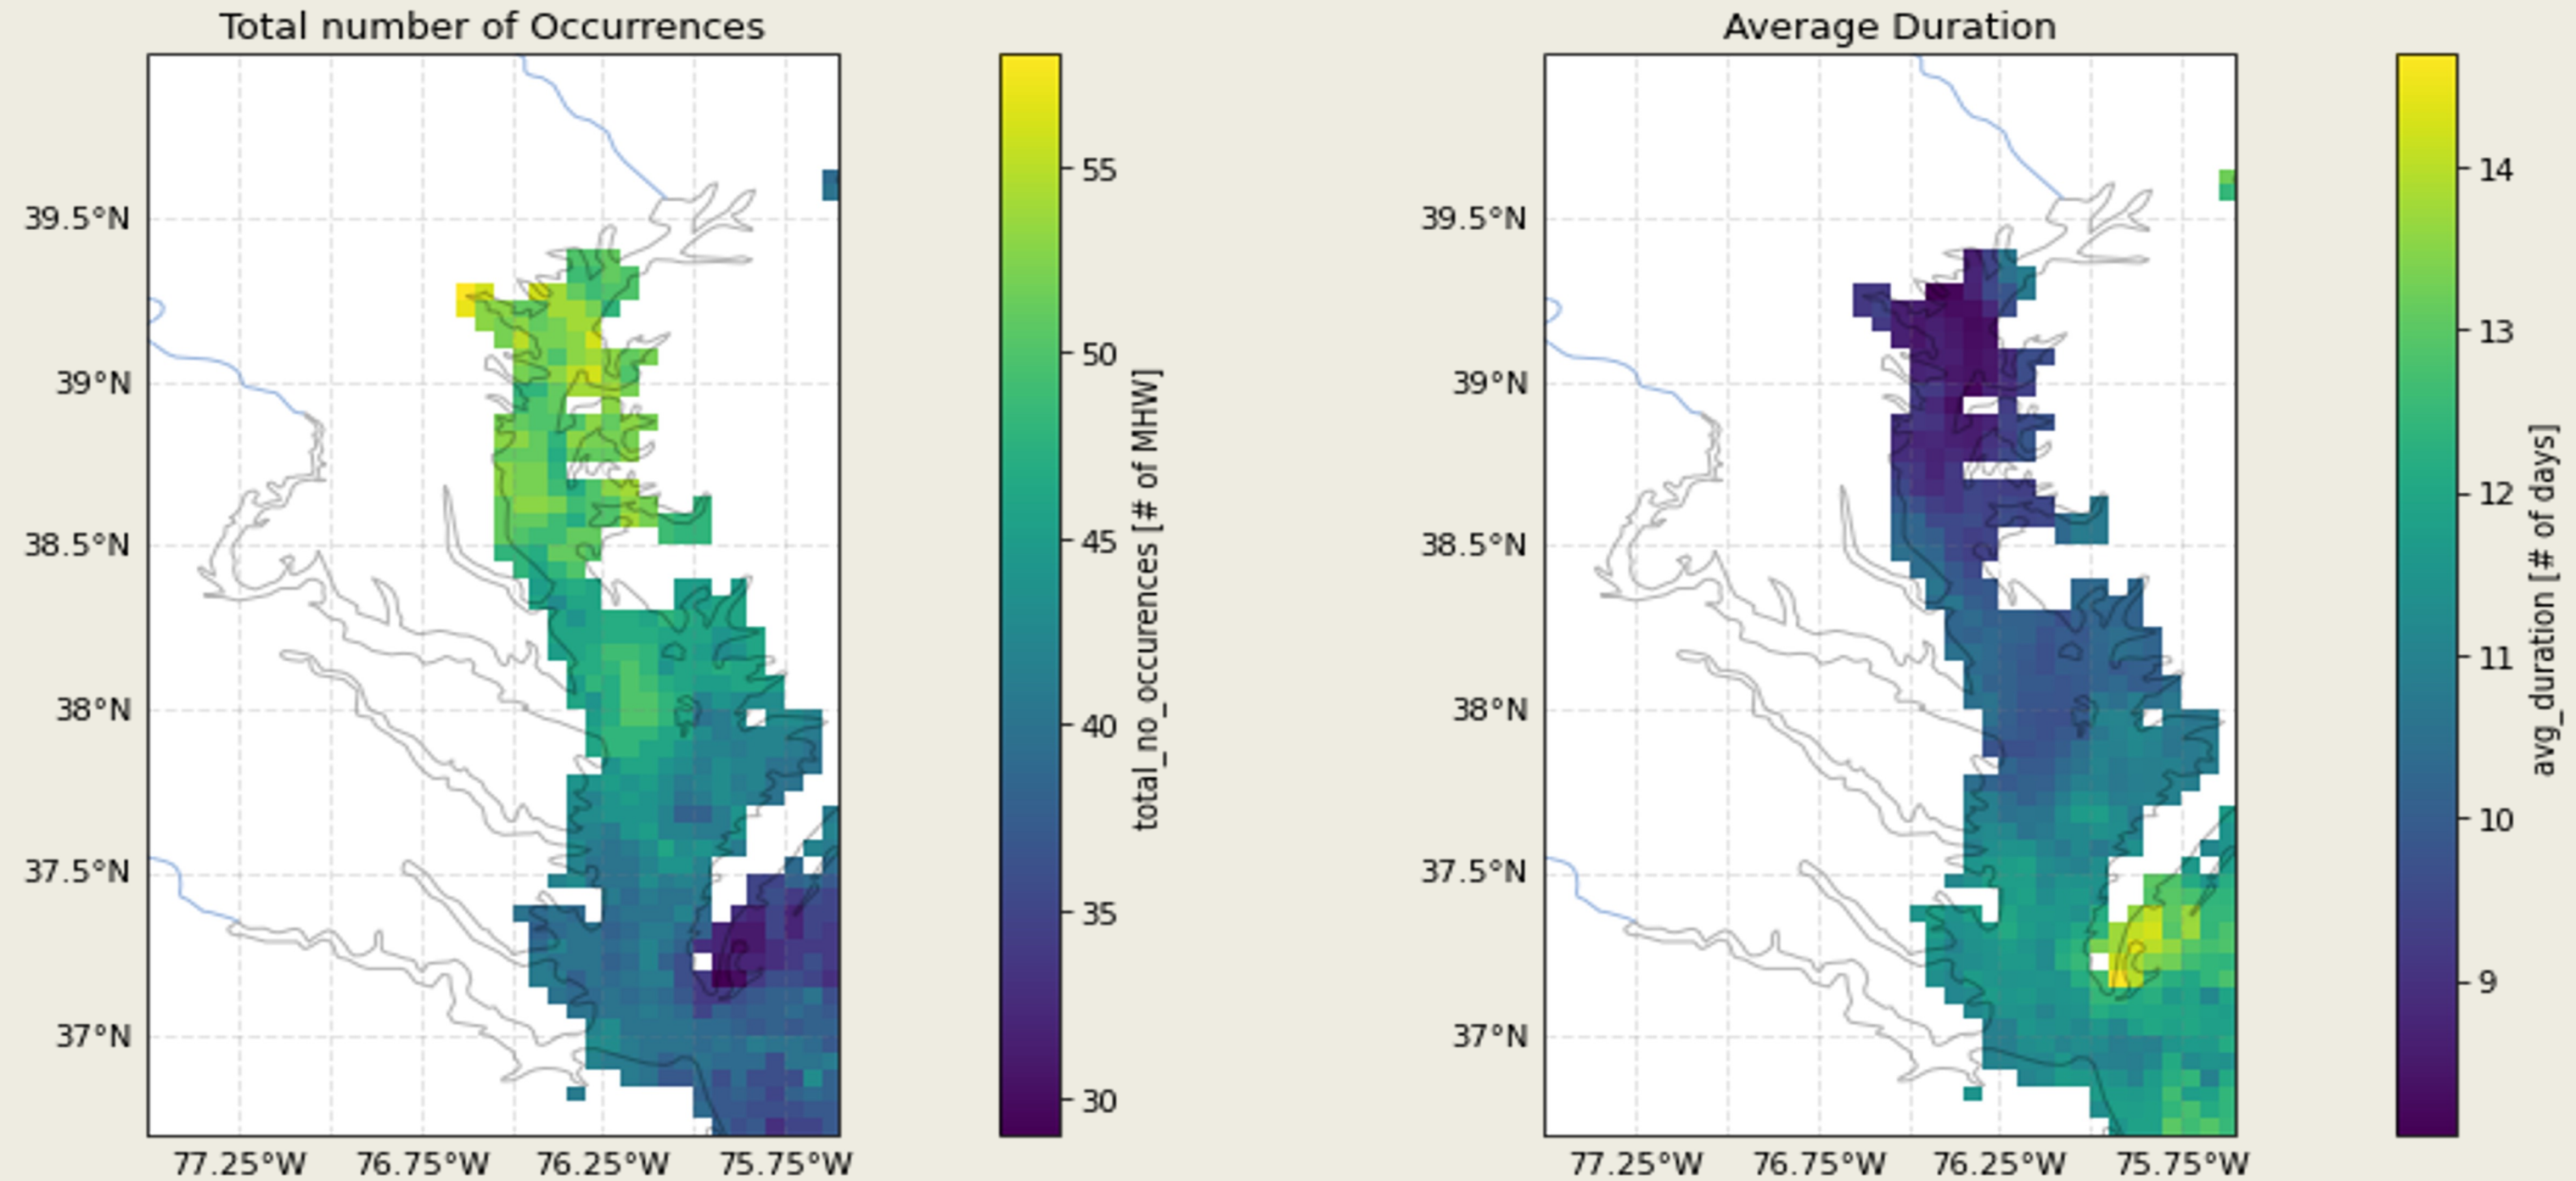 Total number of Occurrences
39.5°N
39°N
38.5°N
38°N
37.5°N
37°N
77.25°W 76.75°W 76.25°W 75.75°W
55
50
45
40
35
30
total_no_occurences [# of MHW]
Average Duration
39.5°N
39°N
38.5°N
38°N
37.5°N
37°N
77.25°W 76.75°W 76.25°W 75.75°W
14
13
12
11
10
9
avg_duration [# of days]